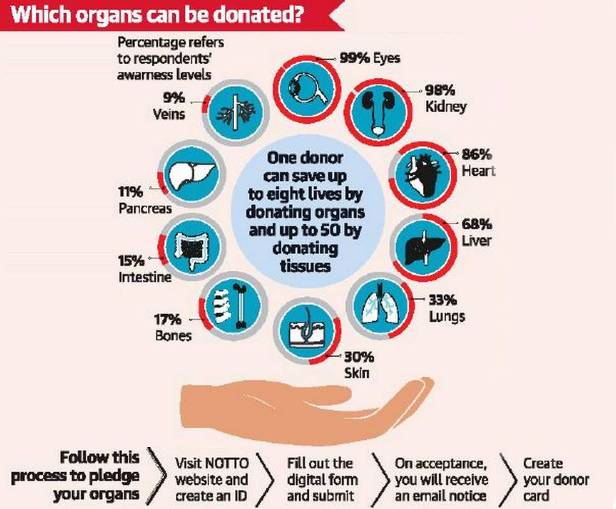 Which organs can be donated?
Percentage refers
to respondents'
awarness levels
99% Eyes
98%
Kidney
86%
Heart
68%
Liver
33%
Lungs
30%
Skin
17%
Bones
15%
Intestine
11%
Pancreas
9%
Veins
One donor
can save up
to eight lives by
donating organs
and up to 50 by
donating
tissues
Follow this
process to pledge
your organs
Visit NOTTO
website and
create an ID
Fill out the
digital form
and submit
On acceptance,
you will receive
an email notice
Create
your donor
card